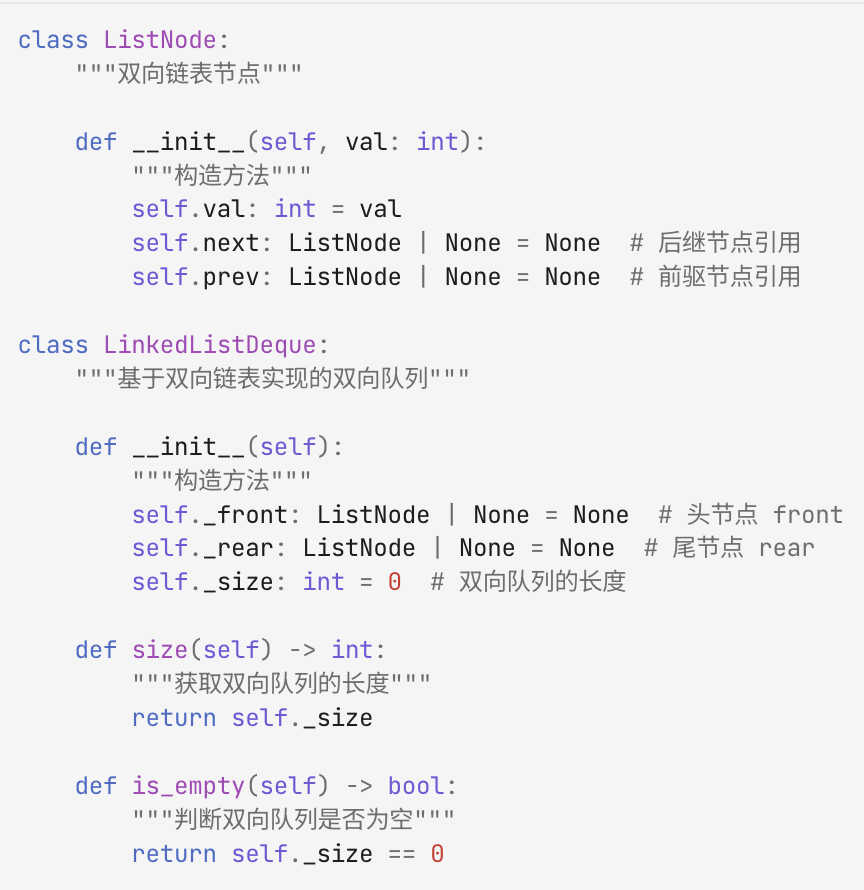 class ListNode:
    """双向链表节点"""
    def __init__(self, val: int):
        """构造方法"""
        self.val: int = val
        self.next: ListNode | None = None  # 后继节点引用
        self.prev: ListNode | None = None  # 前驱节点引用
class LinkedListDeque:
    """基于双向链表实现的双向队列"""
    def __init__(self):
        """构造方法"""
        self._front: ListNode | None = None  # 头节点 front
        self._rear: ListNode | None = None  # 尾节点 rear
        self._size: int = 0  # 双向队列的长度
    def size(self) -> int:
        """获取双向队列的长度"""
        return self._size
    def is_empty(self) -> bool:
        """判断双向队列是否为空"""
        return self._size == 0